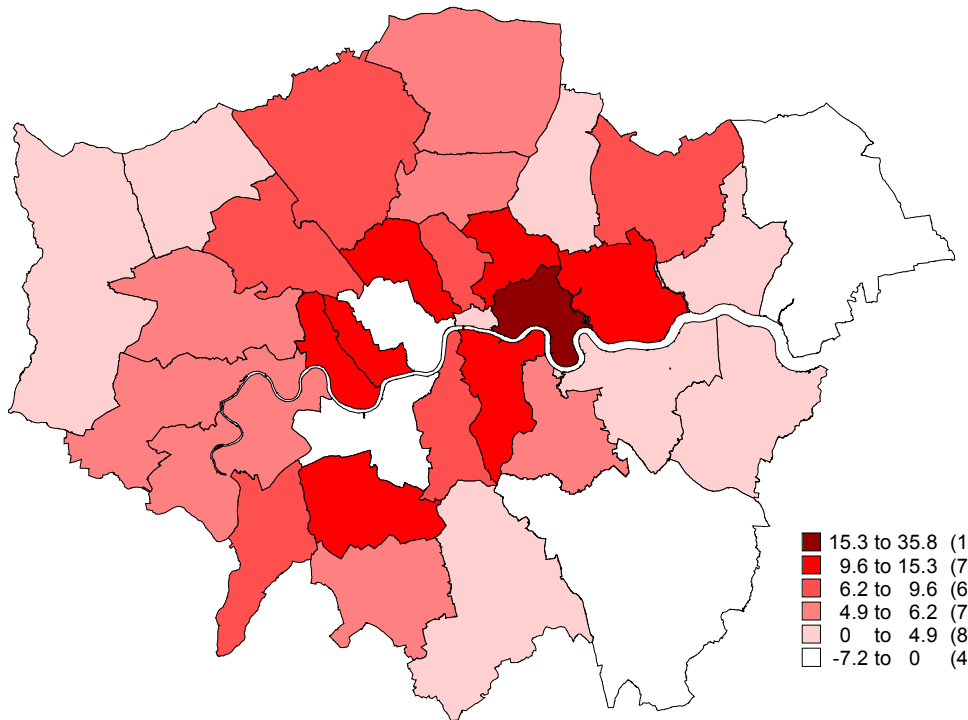 15.3 to 35.8 (1
9.6 to 15.3 (7
6.2 to 9.6 (6
4.9 to 6.2 (7
0 to 4.9 (8
-7.2 to 0 (4